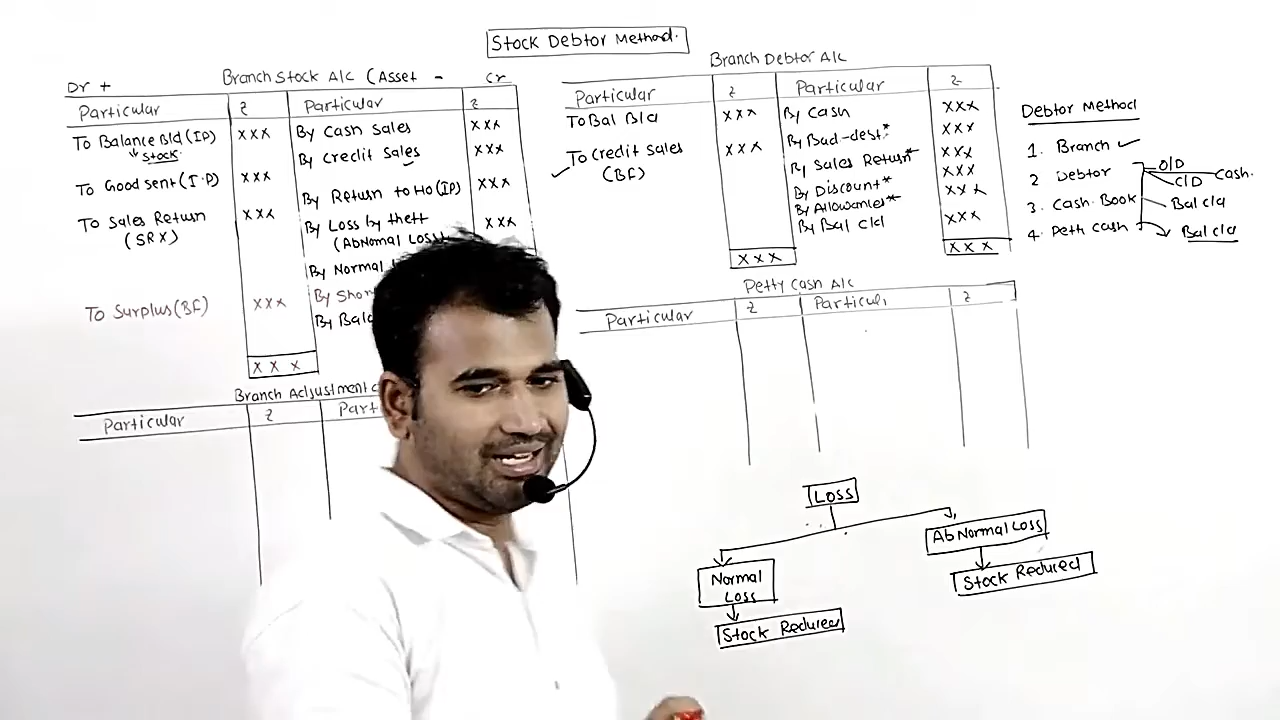 Stock Debtor Method.
Dr + Branch Stock A/c (Asset - Cr
Particular z Particular z
To Balance B/d (IP) xxx By Cash Sales xxx
Stock
By Credit Sales xxx
To Good sent (I.P) xxx
By Return to Ho (IP) xxx
To Sales Return xxx By Loss by theft xxx
(SRX) (AbNormal Loss
By Normal
To Surplus (BF) xxx By Shor
By Bala
xxx
Branch Debtor A/c
Particular z Particular z
To Bal B/d xxx By Cash xxx
By Bad-dest* xxx
To Credit Sales xxx By Sales Return* xxx
(BF) By Discount* xxx
By Allowances*
By Bal c/d xxx
xxx xxx
Debtor Method
1. Branch
2 Debtor O/D
C/D Cash.
3. Cash Book Bal c/d
4. Petty Cash Bal c/d
Petty Cash A/c
Particular z Particul z
Branch Adjustment
Particular z Part
Loss
Normal Loss
Stock Reduced
AbNormal Loss
Stock Reduced